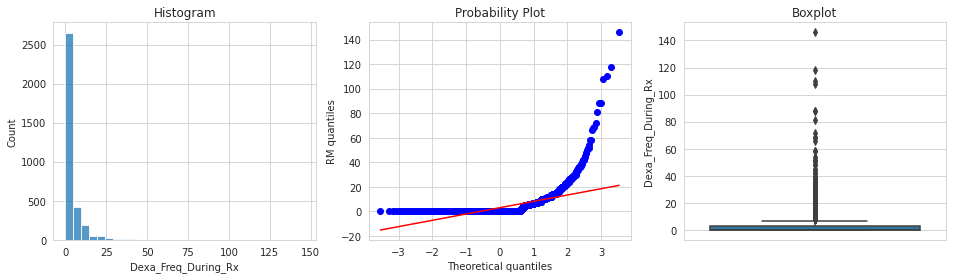 Histogram
Count
2500
2000
1500
1000
500
0
0 25 50 75 100 125 150
Dexa_Freq_During_Rx
Probability Plot
RM quantiles
140
120
100
80
60
40
20
0
−20
−3 −2 −1 0 1 2 3
Theoretical quantiles
Boxplot
Dexa_Freq_During_Rx
140
120
100
80
60
40
20
0